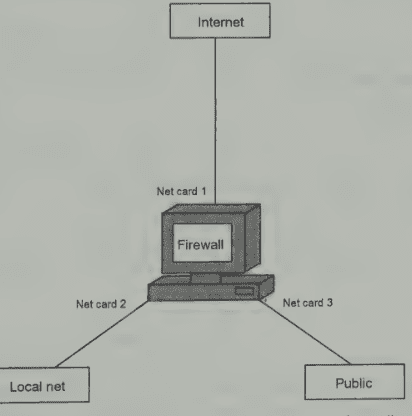 Internet
Net card 1
Firewall
Net card 2
Net card 3
Local net
Public